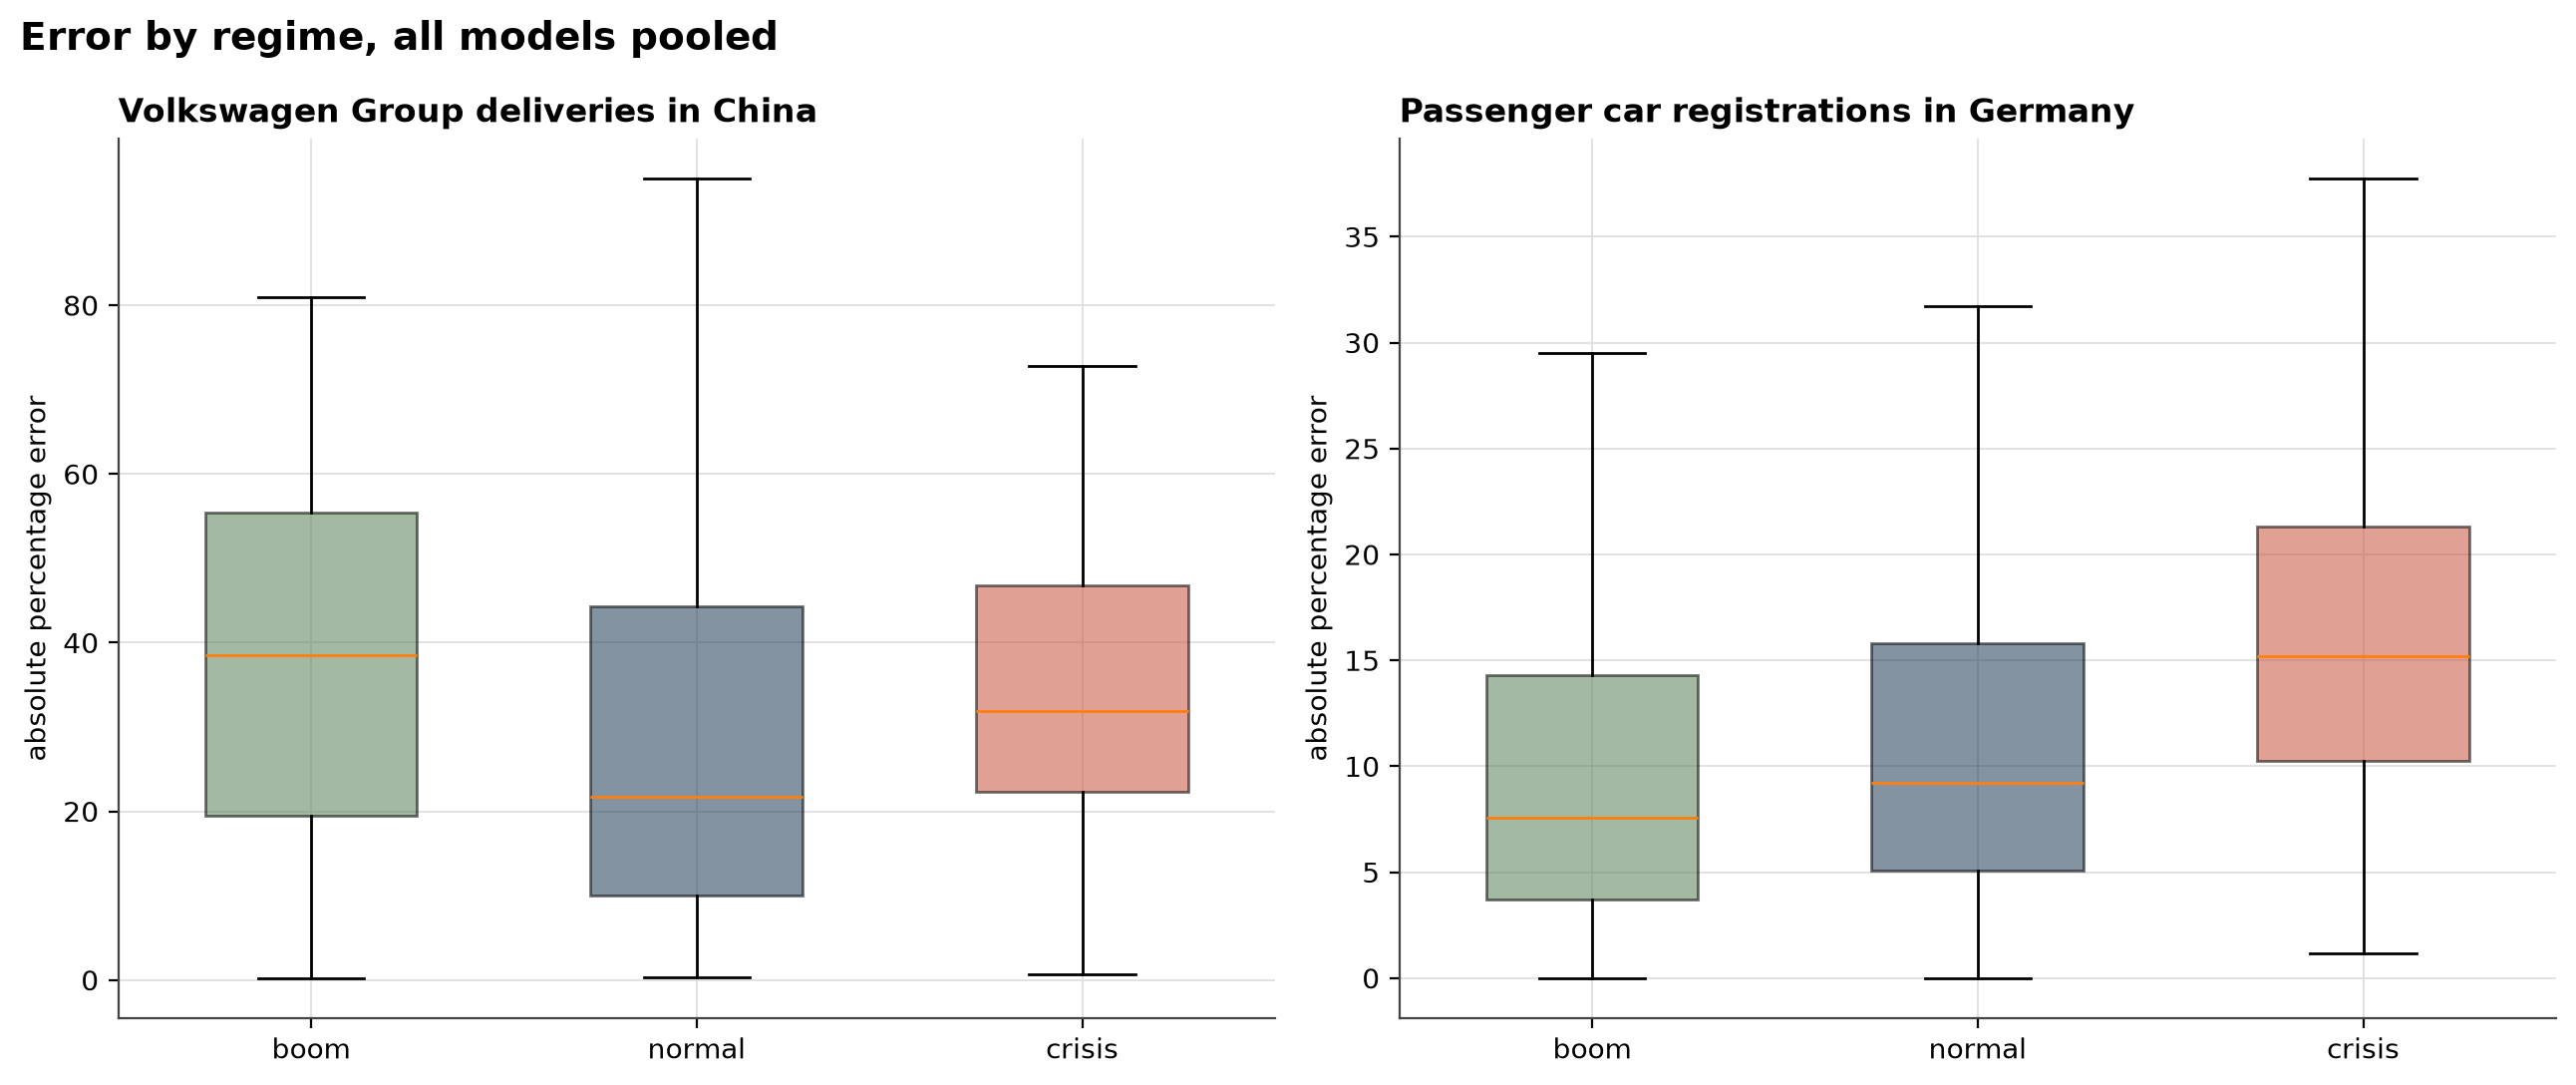 Error by regime, all models pooled
Volkswagen Group deliveries in China
absolute percentage error
80
60
40
20
0
boom normal crisis
Passenger car registrations in Germany
absolute percentage error
35
30
25
20
15
10
5
0
boom normal crisis